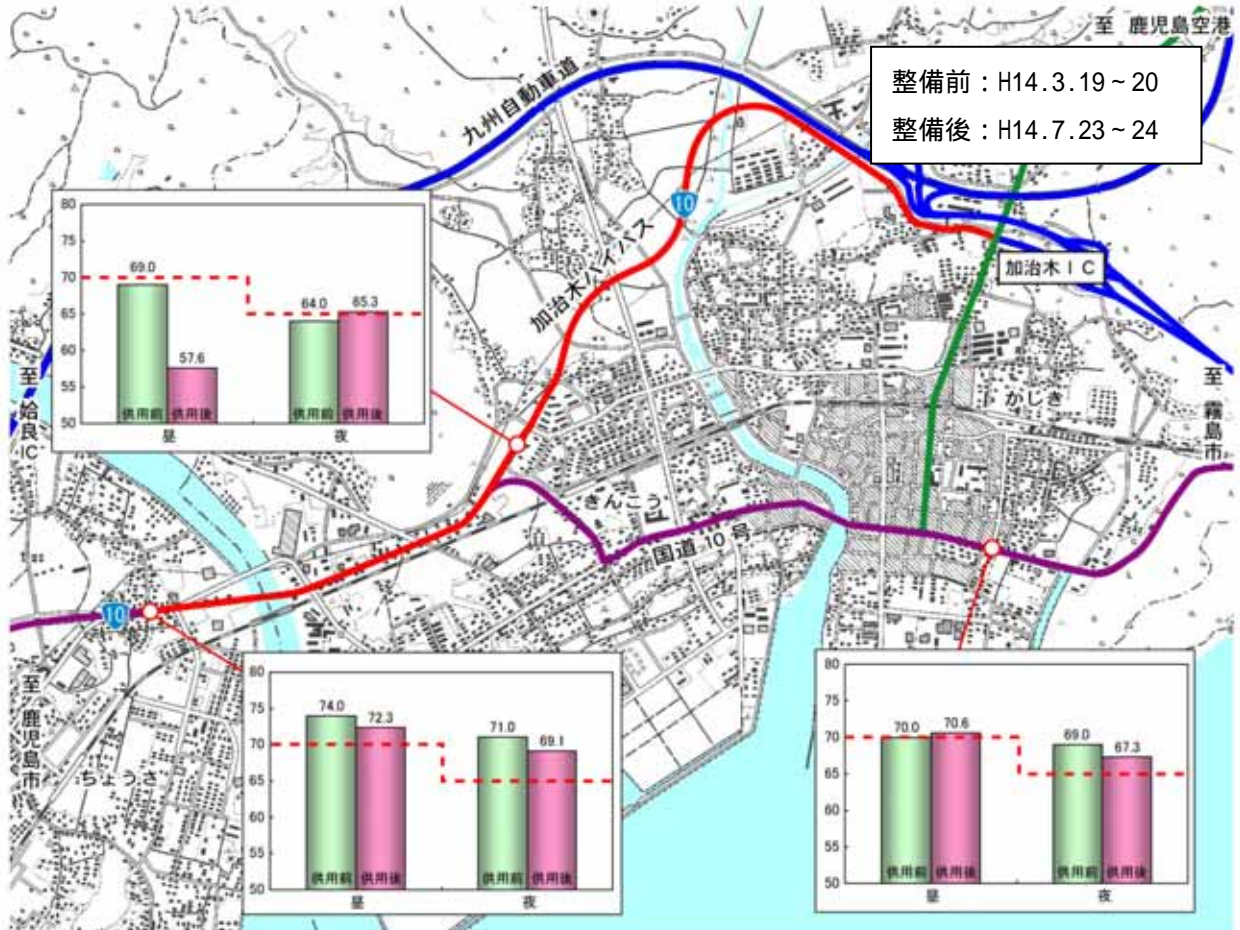 至 鹿児島空港
整備前：H14.3.19～20
整備後：H14.7.23～24
九州自動車道
10
加治木バイパス
加治木ＩＣ
80
75
70
65
60
55
50
69.0
57.6
64.0
65.3
供用前
供用後
供用前
供用後
昼
夜
至 姶良IC
至 霧島市
かじき
きんこう
国道 10 号
10
至 鹿児島市
ちょうさ
80
75
70
65
60
55
50
74.0
72.3
71.0
69.1
供用前
供用後
供用前
供用後
昼
夜
80
75
70
65
60
55
50
70.0
70.6
69.0
67.3
供用前
供用後
供用前
供用後
昼
夜